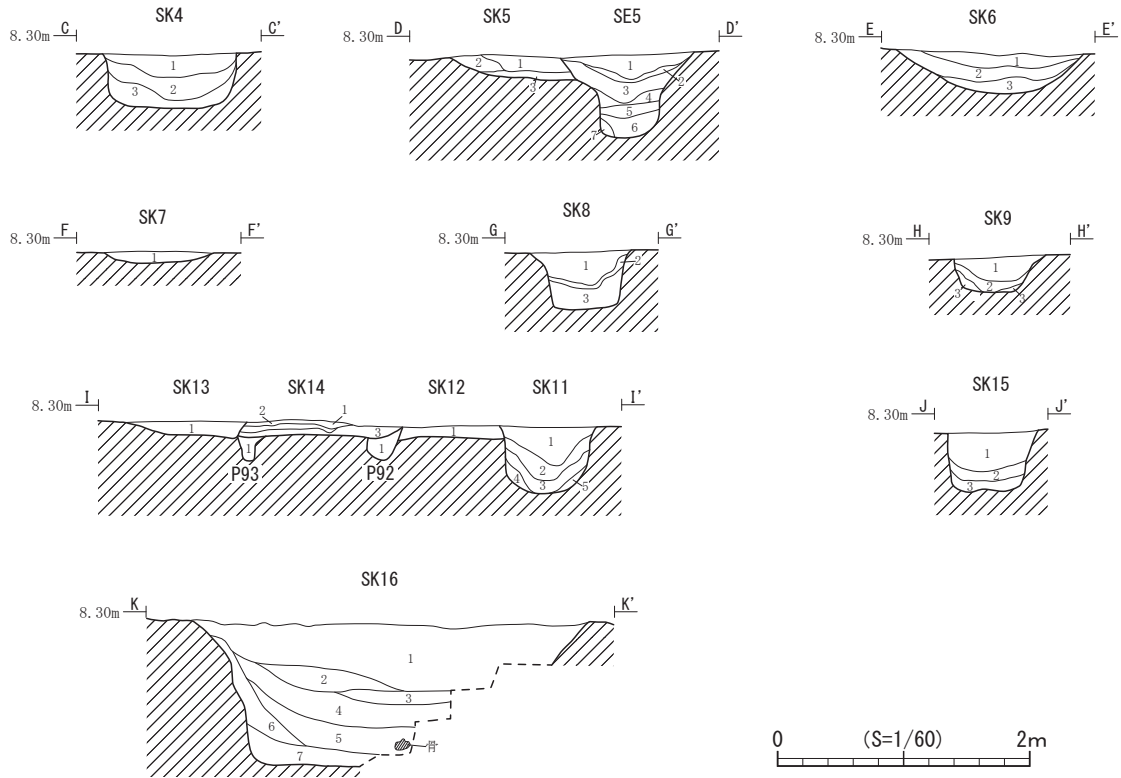 SK4
8.30m C C'
1
3 2
SK5 SE5
8.30m D D'
2 1 1
3 3 2
4
5
7 6
SK6
8.30m E E'
1
2
3
SK7
8.30m F F'
1
SK8
8.30m G G'
1 2
3
SK9
8.30m H H'
1
3 2 3
SK13 SK14 SK12 SK11
8.30m I I'
2 1
1 3 1 1
1 1 2
P93 P92 4 3 5
SK15
8.30m J J'
1
2
3
SK16
8.30m K K'
1
2
3
4
6 5 骨
7
0 (S=1/60) 2m